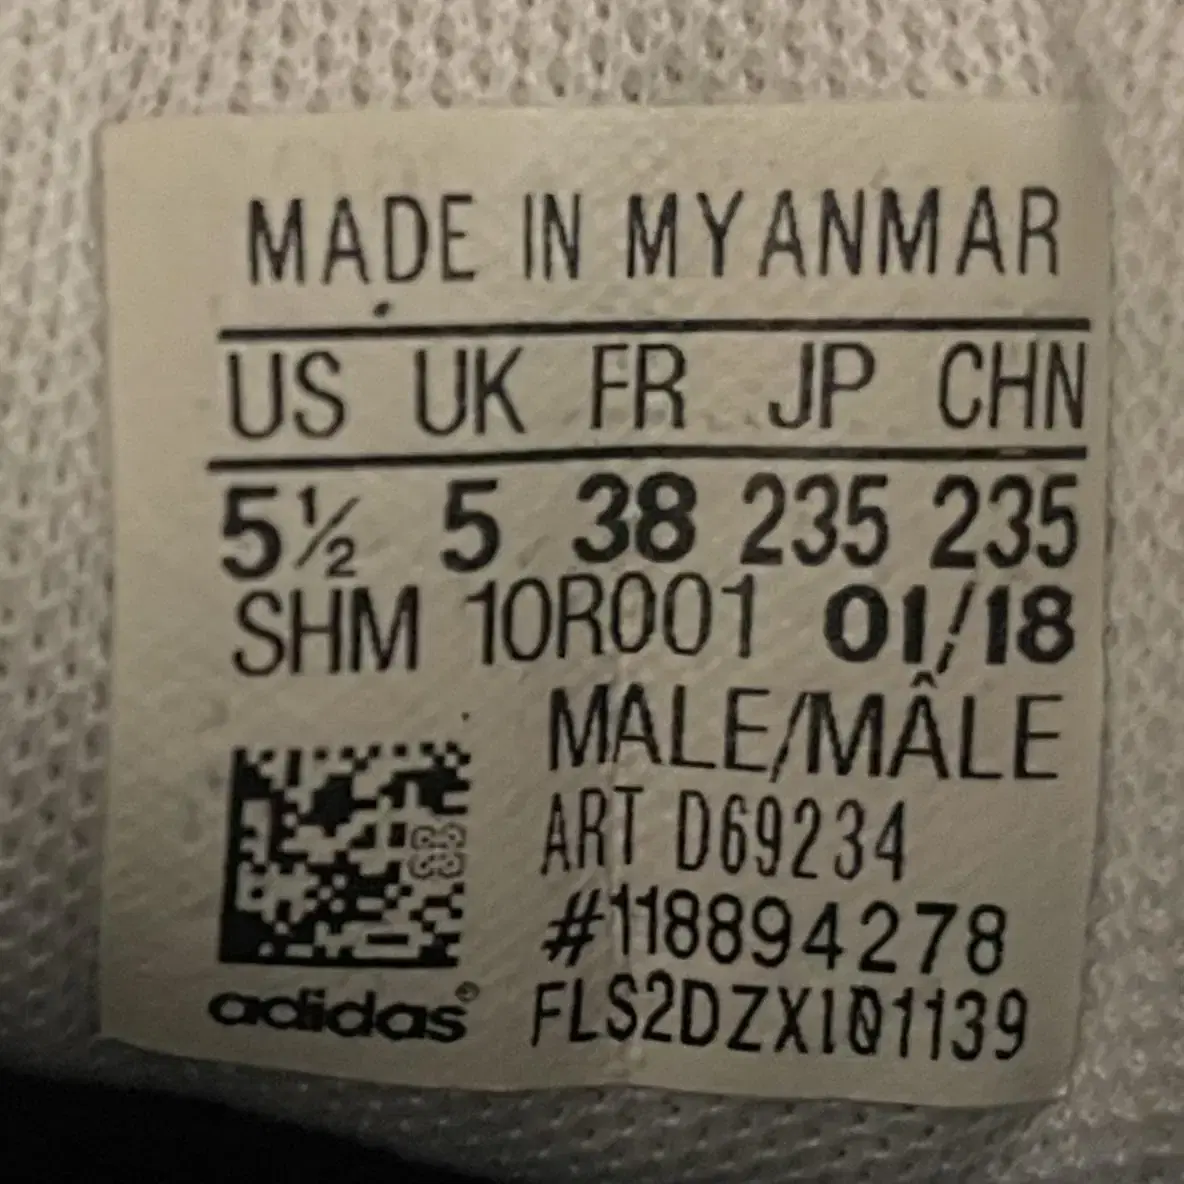 MADE IN MYANMAR
US UK FR JP CHN
5½ 5 38 235 235
SHM 10R001 01/18
MALE/MÂLE
ART D69234
#118894278
adidas® FLS2DZXI01139